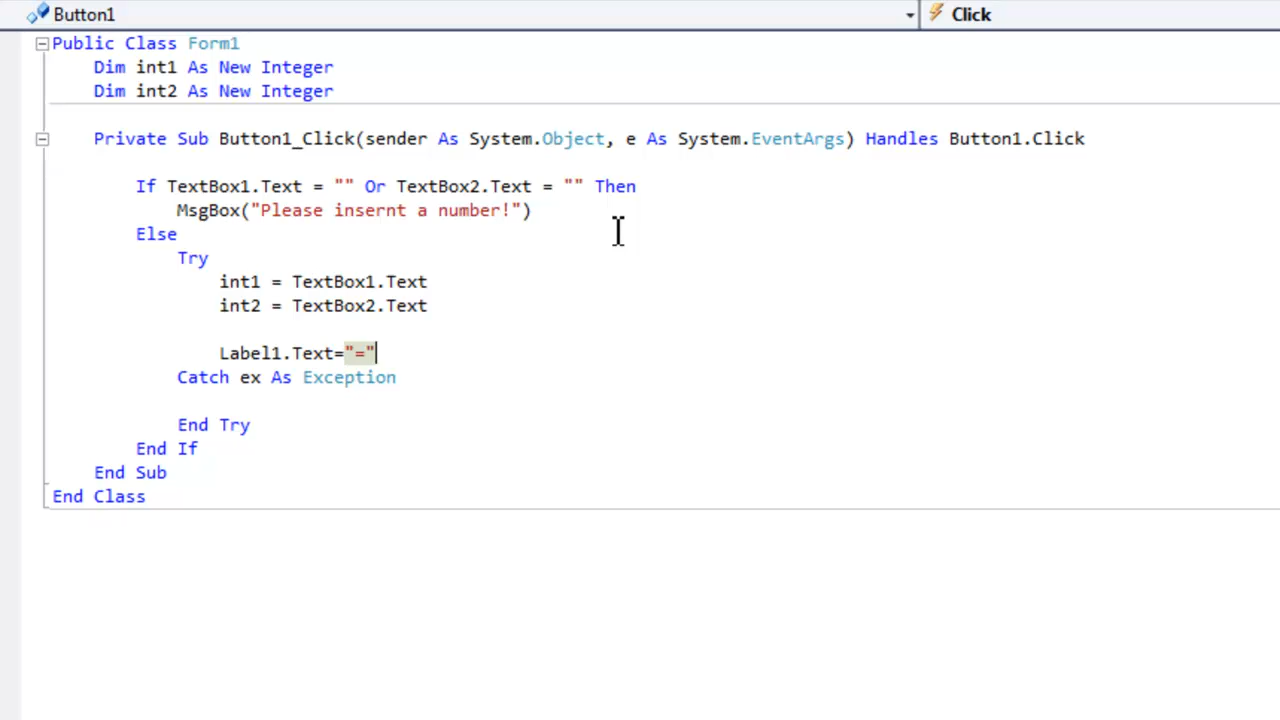 Button1 Click
Public Class Form1
Dim int1 As New Integer
Dim int2 As New Integer
Private Sub Button1_Click(sender As System.Object, e As System.EventArgs) Handles Button1.Click
If TextBox1.Text = "" Or TextBox2.Text = "" Then
MsgBox("Please insernt a number!")
Else
Try
int1 = TextBox1.Text
int2 = TextBox2.Text
Label1.Text="="
Catch ex As Exception
End Try
End If
End Sub
End Class